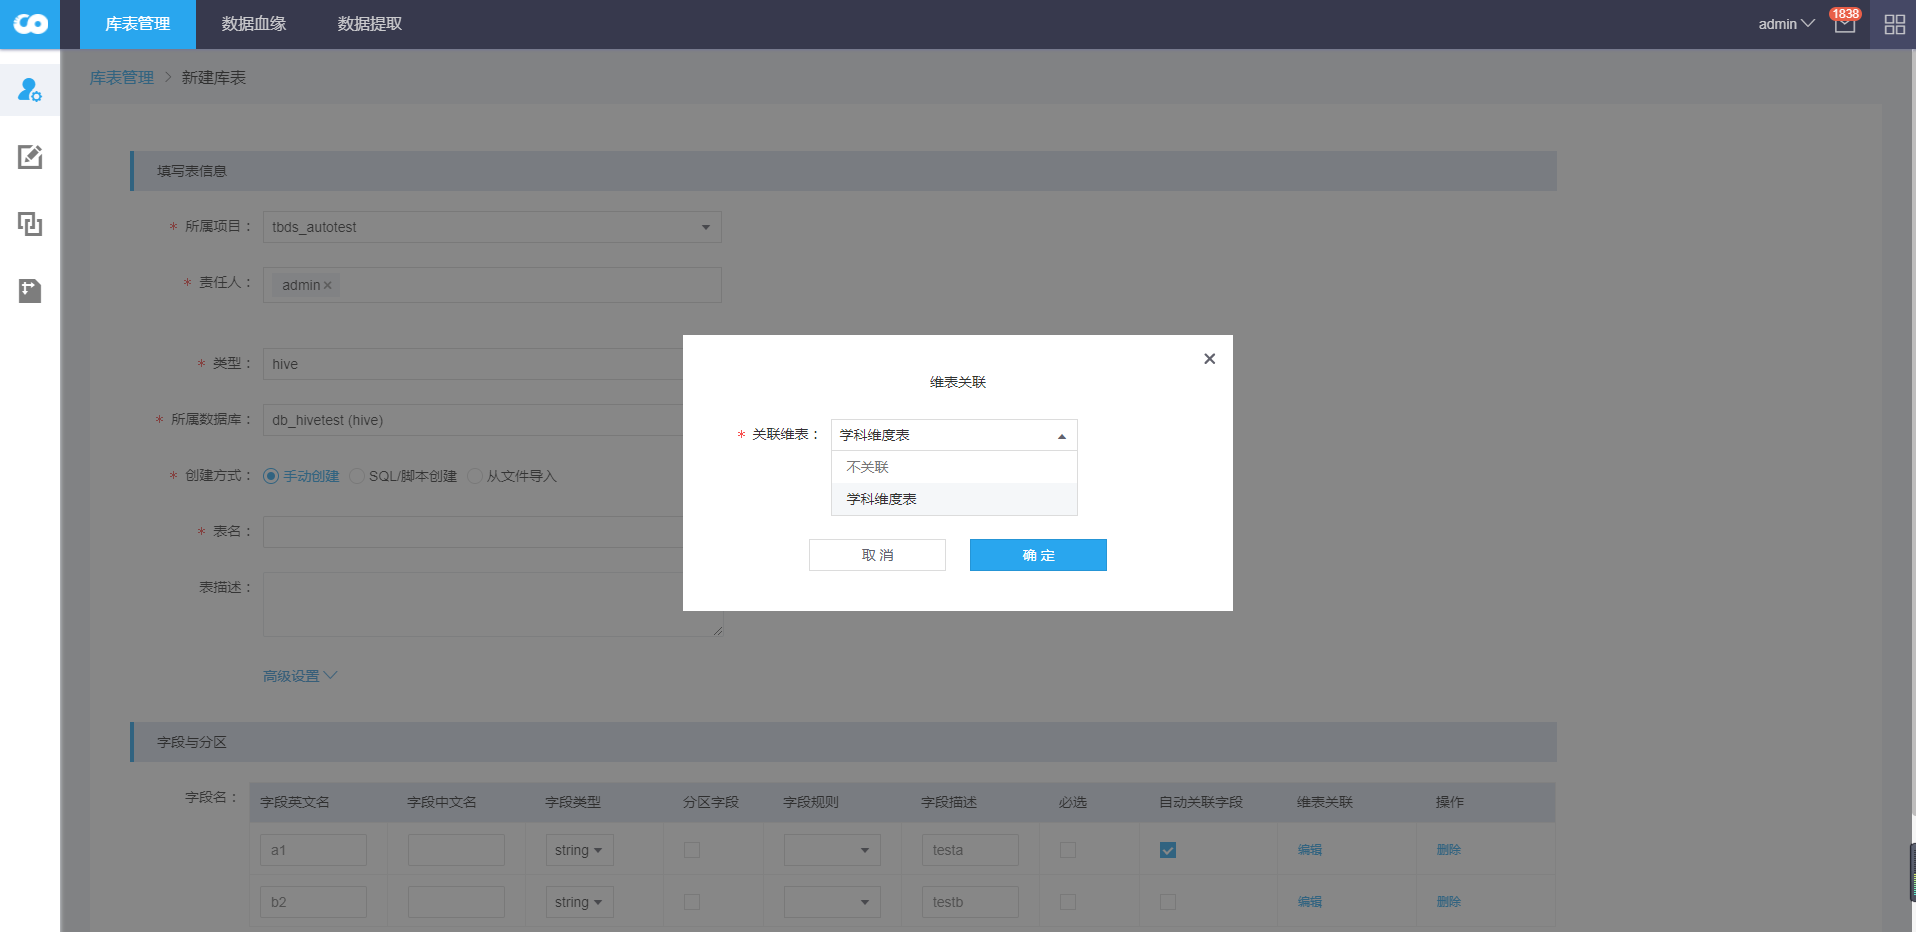 库表管理 数据血缘 数据提取 admin 1838
库表管理 > 新建库表
填写表信息
* 所属项目： tbds_autotest
* 责任人： admin ×
* 类型： hive
* 所属数据库： db_hivetest (hive)
* 创建方式： 手动创建 SQL/脚本创建 从文件导入
* 表名：
表描述：
高级设置
维表关联
* 关联维表： 学科维度表
不关联
学科维度表
取 消 确 定
字段与分区
字段名： 字段英文名 字段中文名 字段类型 分区字段 字段规则 字段描述 必选 自动关联字段 维表关联 操作
a1 string testa 编辑 删除
b2 string testb 编辑 删除